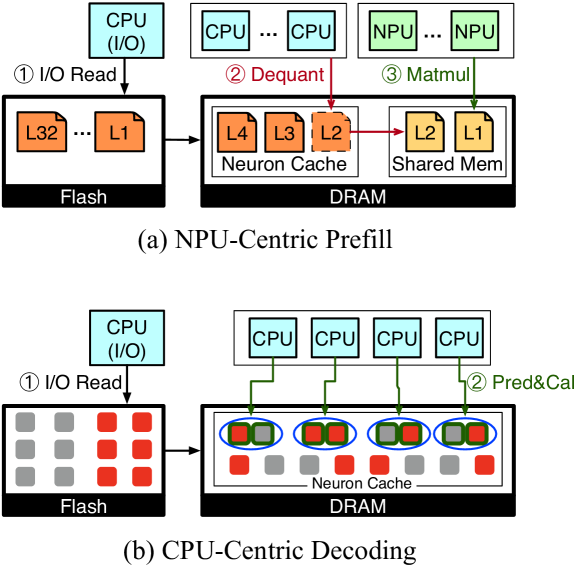 CPU
(I/O)
CPU ... CPU
NPU ... NPU
① I/O Read
② Dequant
③ Matmul
L32 ... L1
L4 L3 L2
L2 L1
Neuron Cache
Shared Mem
Flash
DRAM
(a) NPU-Centric Prefill
CPU
(I/O)
CPU CPU CPU CPU
① I/O Read
② Pred&Cal
Neuron Cache
Flash
DRAM
(b) CPU-Centric Decoding